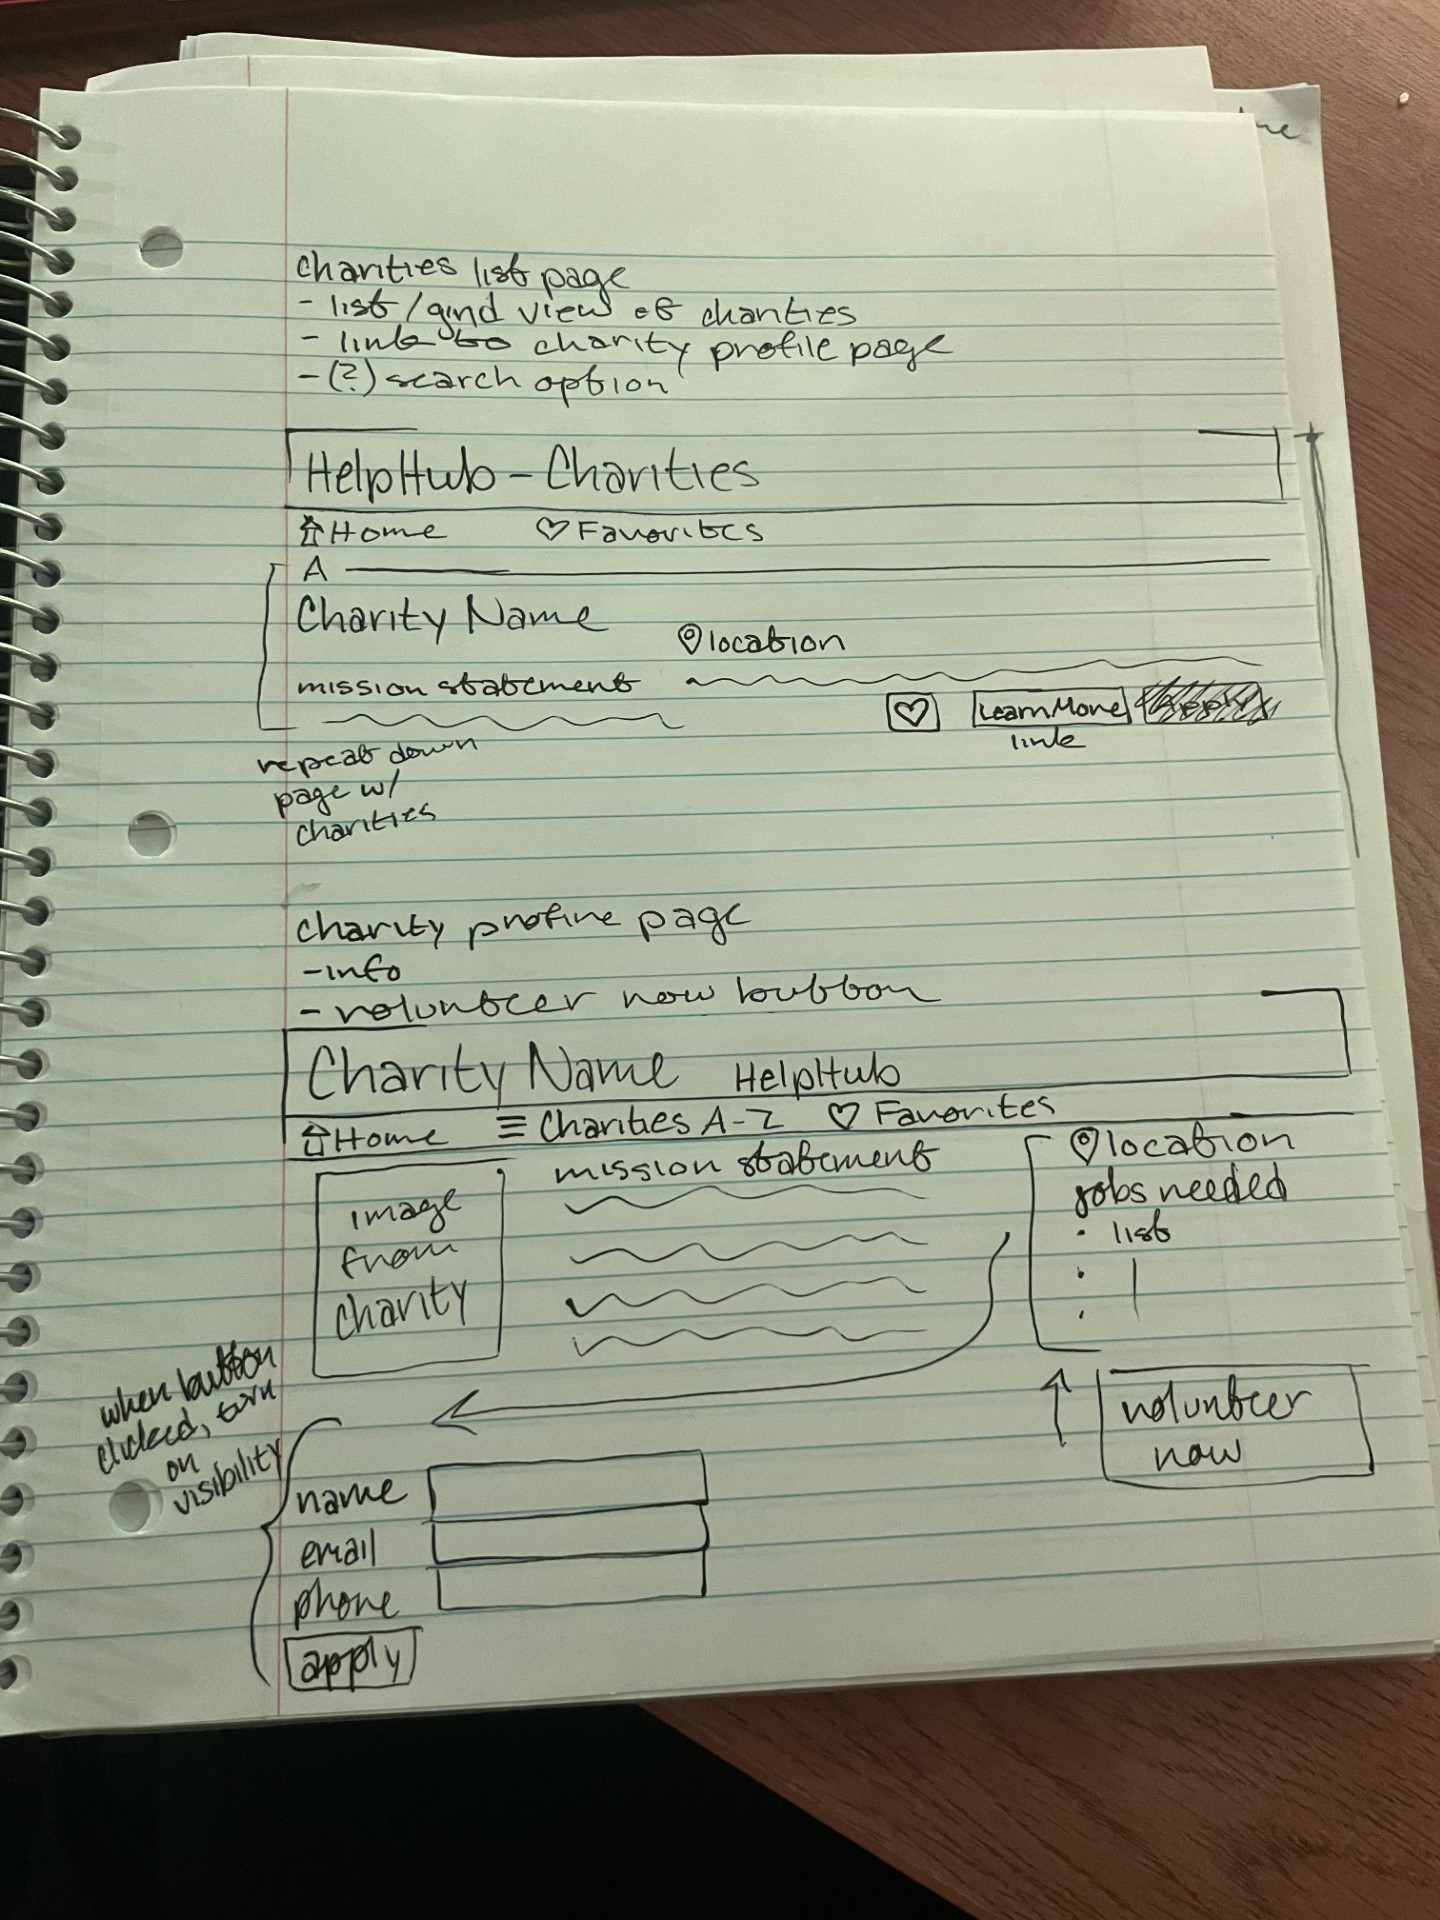 charities list page
- list/grid view of charities
- link to charity profile page
- (?) search option
HelpHub - Charities
Home ♡ Favorites
A
Charity Name
location
mission statement
♡ Learn More
link
repeat down
page w/
charities
charity profile page
- info
- volunteer now button
Charity Name HelpHub
Home ≡ Charities A-Z ♡ Favorites
image
from
charity
mission statement
location
jobs needed
• list
•
•
volunteer
now
when button
clicked, turn
on
visibility
name
email
phone
apply